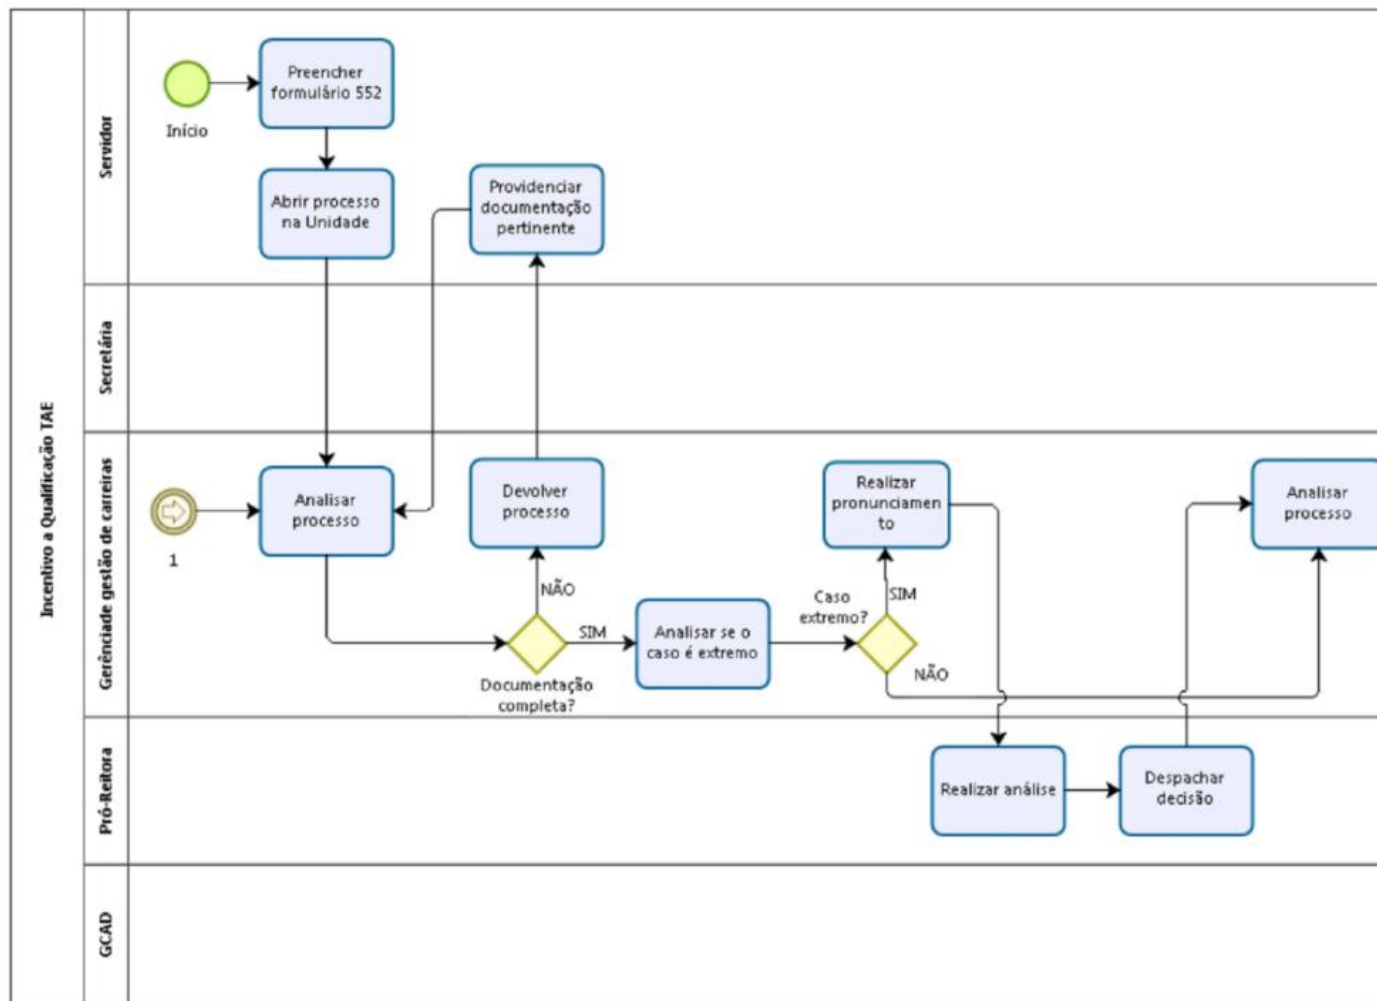 Incentivo a Qualificação TAE
Servidor
Início
Preencher
formulário 552
Abrir processo
na Unidade
Providenciar
documentação
pertinente
Secretária
Gerênciade gestão de carreiras
1
Analisar
processo
Devolver
processo
NÃO
SIM
Documentação
completa?
Analisar se o
caso é extremo
Caso
extremo?
SIM
NÃO
Realizar
pronunciamen
to
Analisar
processo
Pró-Reitora
Realizar análise
Despachar
decisão
GCAD